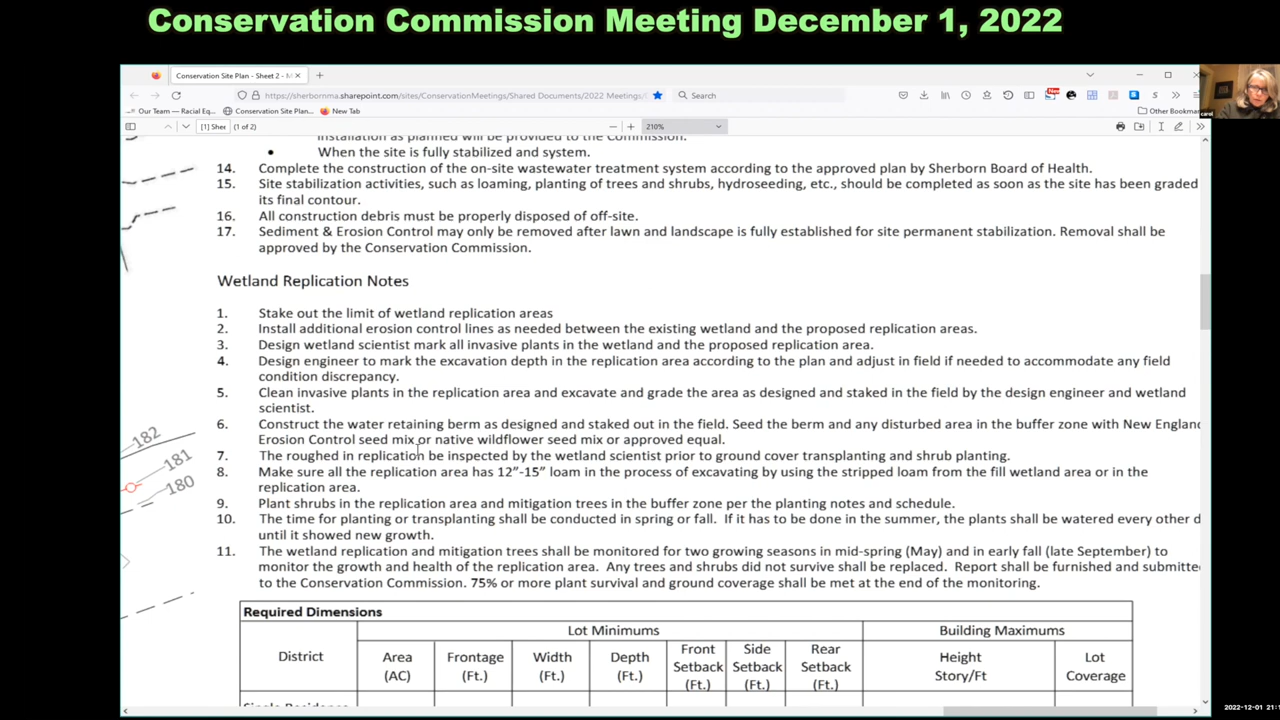 Conservation Commission Meeting December 1, 2022
Conservation Site Plan - Sheet 2 - M
https://sherbornma.sharepoint.com/sites/ConservationMeetings/Shared Documents/2022 Meetings/
Search
New
carol
Our Team — Racial Eq...
Conservation Site Plan...
New Tab
Other Bookmar
[1] Shee
(1 of 2)
210%
installation as planned will be provided to the Commission.
• When the site is fully stabilized and system.
14. Complete the construction of the on-site wastewater treatment system according to the approved plan by Sherborn Board of Health.
15. Site stabilization activities, such as loaming, planting of trees and shrubs, hydroseeding, etc., should be completed as soon as the site has been graded
its final contour.
16. All construction debris must be properly disposed of off-site.
17. Sediment & Erosion Control may only be removed after lawn and landscape is fully established for site permanent stabilization. Removal shall be
approved by the Conservation Commission.
Wetland Replication Notes
1. Stake out the limit of wetland replication areas
2. Install additional erosion control lines as needed between the existing wetland and the proposed replication areas.
3. Design wetland scientist mark all invasive plants in the wetland and the proposed replication area.
4. Design engineer to mark the excavation depth in the replication area according to the plan and adjust in field if needed to accommodate any field
condition discrepancy.
5. Clean invasive plants in the replication area and excavate and grade the area as designed and staked in the field by the design engineer and wetland
scientist.
6. Construct the water retaining berm as designed and staked out in the field. Seed the berm and any disturbed area in the buffer zone with New Englan
Erosion Control seed mix or native wildflower seed mix or approved equal.
7. The roughed in replication be inspected by the wetland scientist prior to ground cover transplanting and shrub planting.
8. Make sure all the replication area has 12”-15” loam in the process of excavating by using the stripped loam from the fill wetland area or in the
replication area.
9. Plant shrubs in the replication area and mitigation trees in the buffer zone per the planting notes and schedule.
10. The time for planting or transplanting shall be conducted in spring or fall. If it has to be done in the summer, the plants shall be watered every other d
until it showed new growth.
11. The wetland replication and mitigation trees shall be monitored for two growing seasons in mid-spring (May) and in early fall (late September) to
monitor the growth and health of the replication area. Any trees and shrubs did not survive shall be replaced. Report shall be furnished and submitte
to the Conservation Commission. 75% or more plant survival and ground coverage shall be met at the end of the monitoring.
182
181
180
Required Dimensions
District
Lot Minimums
Building Maximums
Area
(AC)
Frontage
(Ft.)
Width
(Ft.)
Depth
(Ft.)
Front
Setback
(Ft.)
Side
Setback
(Ft.)
Rear
Setback
(Ft.)
Height
Story/Ft
Lot
Coverage
Single Residence
2022-12-01 21:1